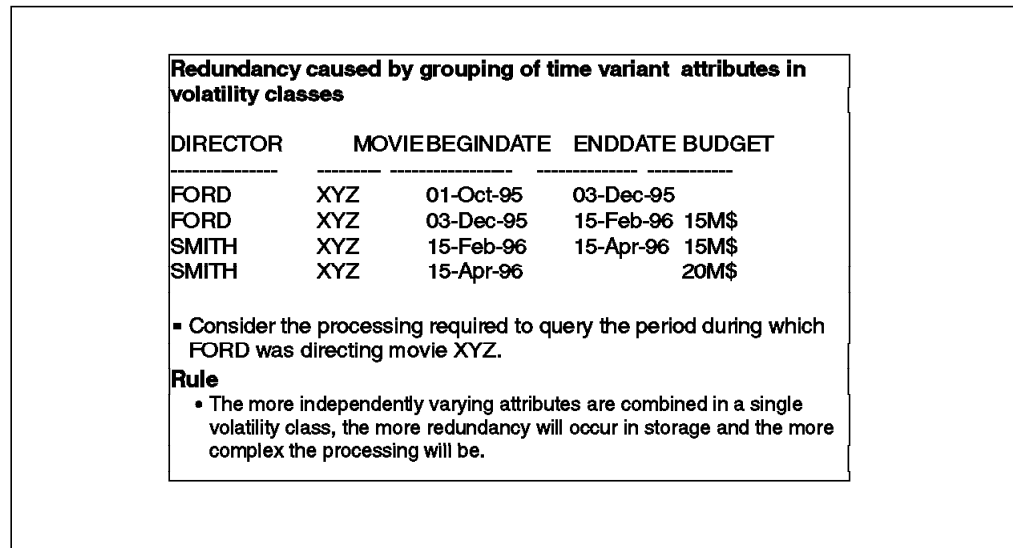 Redundancy caused by grouping of time variant attributes in
volatility classes
DIRECTOR MOVIE BEGINDATE ENDDATE BUDGET
--------------- --------- ----------------- -------------- ------------
FORD XYZ 01-Oct-95 03-Dec-95
FORD XYZ 03-Dec-95 15-Feb-96 15M$
SMITH XYZ 15-Feb-96 15-Apr-96 15M$
SMITH XYZ 15-Apr-96 20M$
▪ Consider the processing required to query the period during which
FORD was directing movie XYZ.
Rule
• The more independently varying attributes are combined in a single
volatility class, the more redundancy will occur in storage and the more
complex the processing will be.